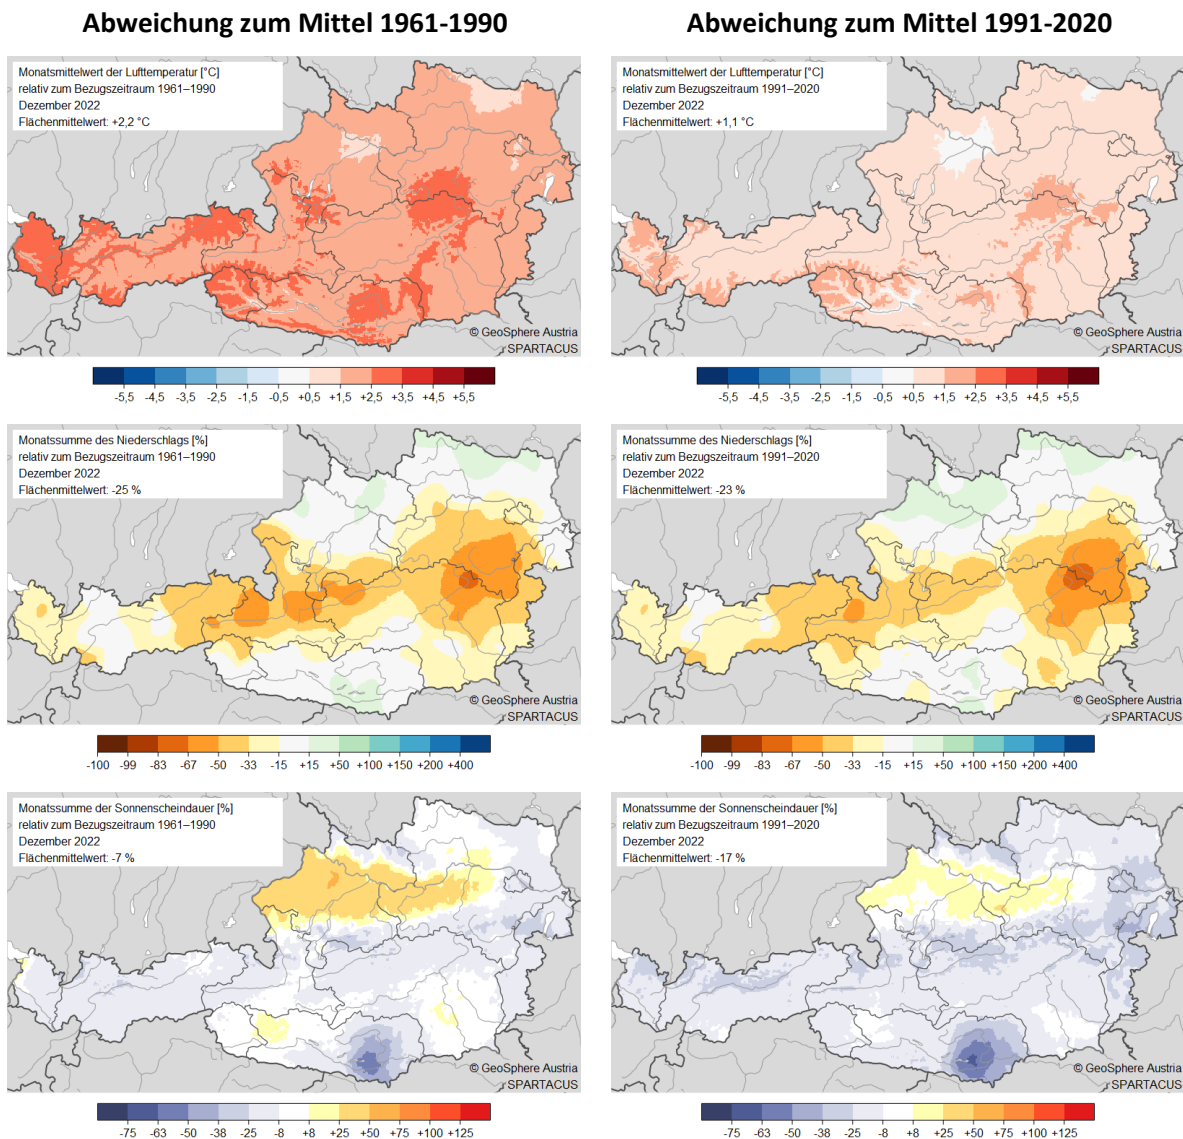 Abweichung zum Mittel 1961-1990
Abweichung zum Mittel 1991-2020
Monatsmittelwert der Lufttemperatur [°C]
relativ zum Bezugszeitraum 1961–1990
Dezember 2022
Flächenmittelwert: +2,2 °C
© GeoSphere Austria
SPARTACUS
-5,5 -4,5 -3,5 -2,5 -1,5 -0,5 +0,5 +1,5 +2,5 +3,5 +4,5 +5,5
Monatsmittelwert der Lufttemperatur [°C]
relativ zum Bezugszeitraum 1991–2020
Dezember 2022
Flächenmittelwert: +1,1 °C
© GeoSphere Austria
SPARTACUS
-5,5 -4,5 -3,5 -2,5 -1,5 -0,5 +0,5 +1,5 +2,5 +3,5 +4,5 +5,5
Monatssumme des Niederschlags [%]
relativ zum Bezugszeitraum 1961–1990
Dezember 2022
Flächenmittelwert: -25 %
© GeoSphere Austria
SPARTACUS
-100 -99 -83 -67 -50 -33 -15 +15 +50 +100 +150 +200 +400
Monatssumme des Niederschlags [%]
relativ zum Bezugszeitraum 1991–2020
Dezember 2022
Flächenmittelwert: -23 %
© GeoSphere Austria
SPARTACUS
-100 -99 -83 -67 -50 -33 -15 +15 +50 +100 +150 +200 +400
Monatssumme der Sonnenscheindauer [%]
relativ zum Bezugszeitraum 1961–1990
Dezember 2022
Flächenmittelwert: -7 %
© GeoSphere Austria
SPARTACUS
-75 -63 -50 -38 -25 -8 +8 +25 +50 +75 +100 +125
Monatssumme der Sonnenscheindauer [%]
relativ zum Bezugszeitraum 1991–2020
Dezember 2022
Flächenmittelwert: -17 %
© GeoSphere Austria
SPARTACUS
-75 -63 -50 -38 -25 -8 +8 +25 +50 +75 +100 +125